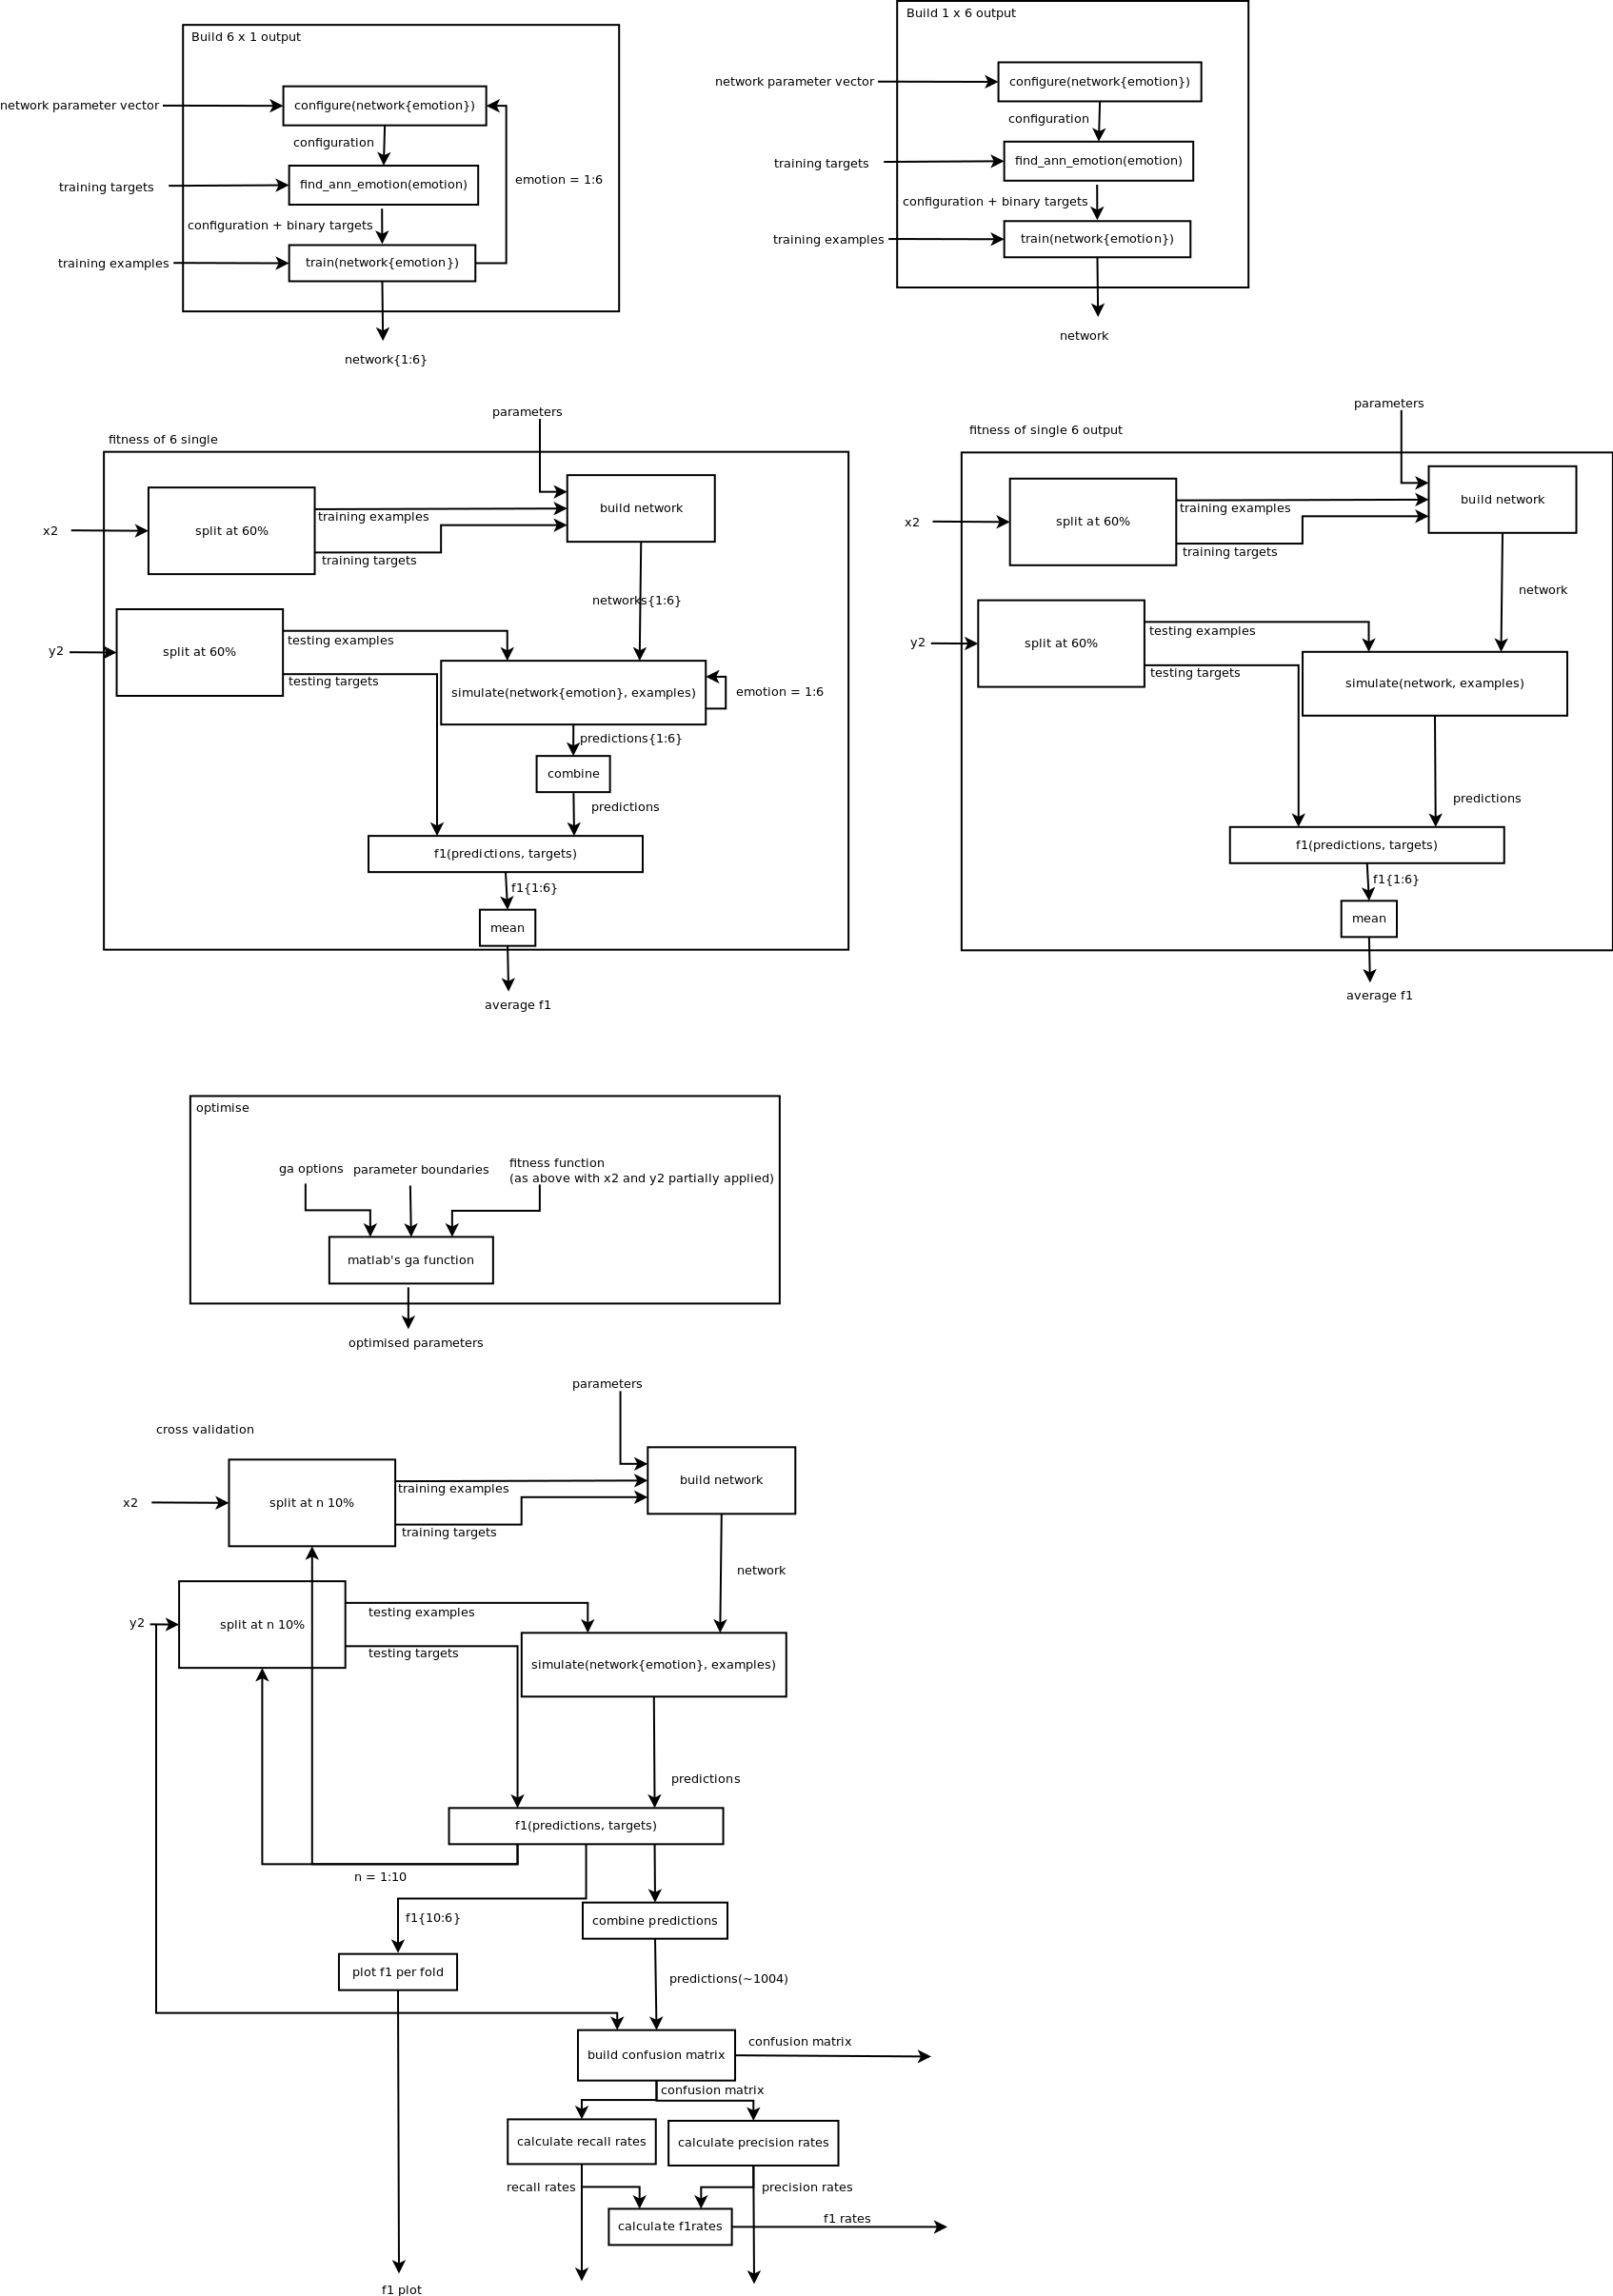 Build 6 x 1 output
network parameter vector
configure(network{emotion})
configuration
training targets
find_ann_emotion(emotion)
emotion = 1:6
configuration + binary targets
training examples
train(network{emotion})
network{1:6}
Build 1 x 6 output
network parameter vector
configure(network{emotion})
configuration
training targets
find_ann_emotion(emotion)
configuration + binary targets
training examples
train(network{emotion})
network
parameters
fitness of 6 single
x2
split at 60%
training examples
training targets
build network
networks{1:6}
y2
split at 60%
testing examples
testing targets
simulate(network{emotion}, examples)
emotion = 1:6
predictions{1:6}
combine
predictions
f1(predictions, targets)
f1{1:6}
mean
average f1
parameters
fitness of single 6 output
x2
split at 60%
training examples
training targets
build network
network
y2
split at 60%
testing examples
testing targets
simulate(network, examples)
predictions
f1(predictions, targets)
f1{1:6}
mean
average f1
optimise
ga options
parameter boundaries
fitness function
(as above with x2 and y2 partially applied)
matlab's ga function
optimised parameters
parameters
cross validation
x2
split at n 10%
training examples
training targets
build network
network
y2
split at n 10%
testing examples
testing targets
simulate(network{emotion}, examples)
predictions
f1(predictions, targets)
n = 1:10
f1{10:6}
combine predictions
plot f1 per fold
predictions(~1004)
build confusion matrix
confusion matrix
confusion matrix
calculate recall rates
calculate precision rates
recall rates
precision rates
calculate f1rates
f1 rates
f1 plot